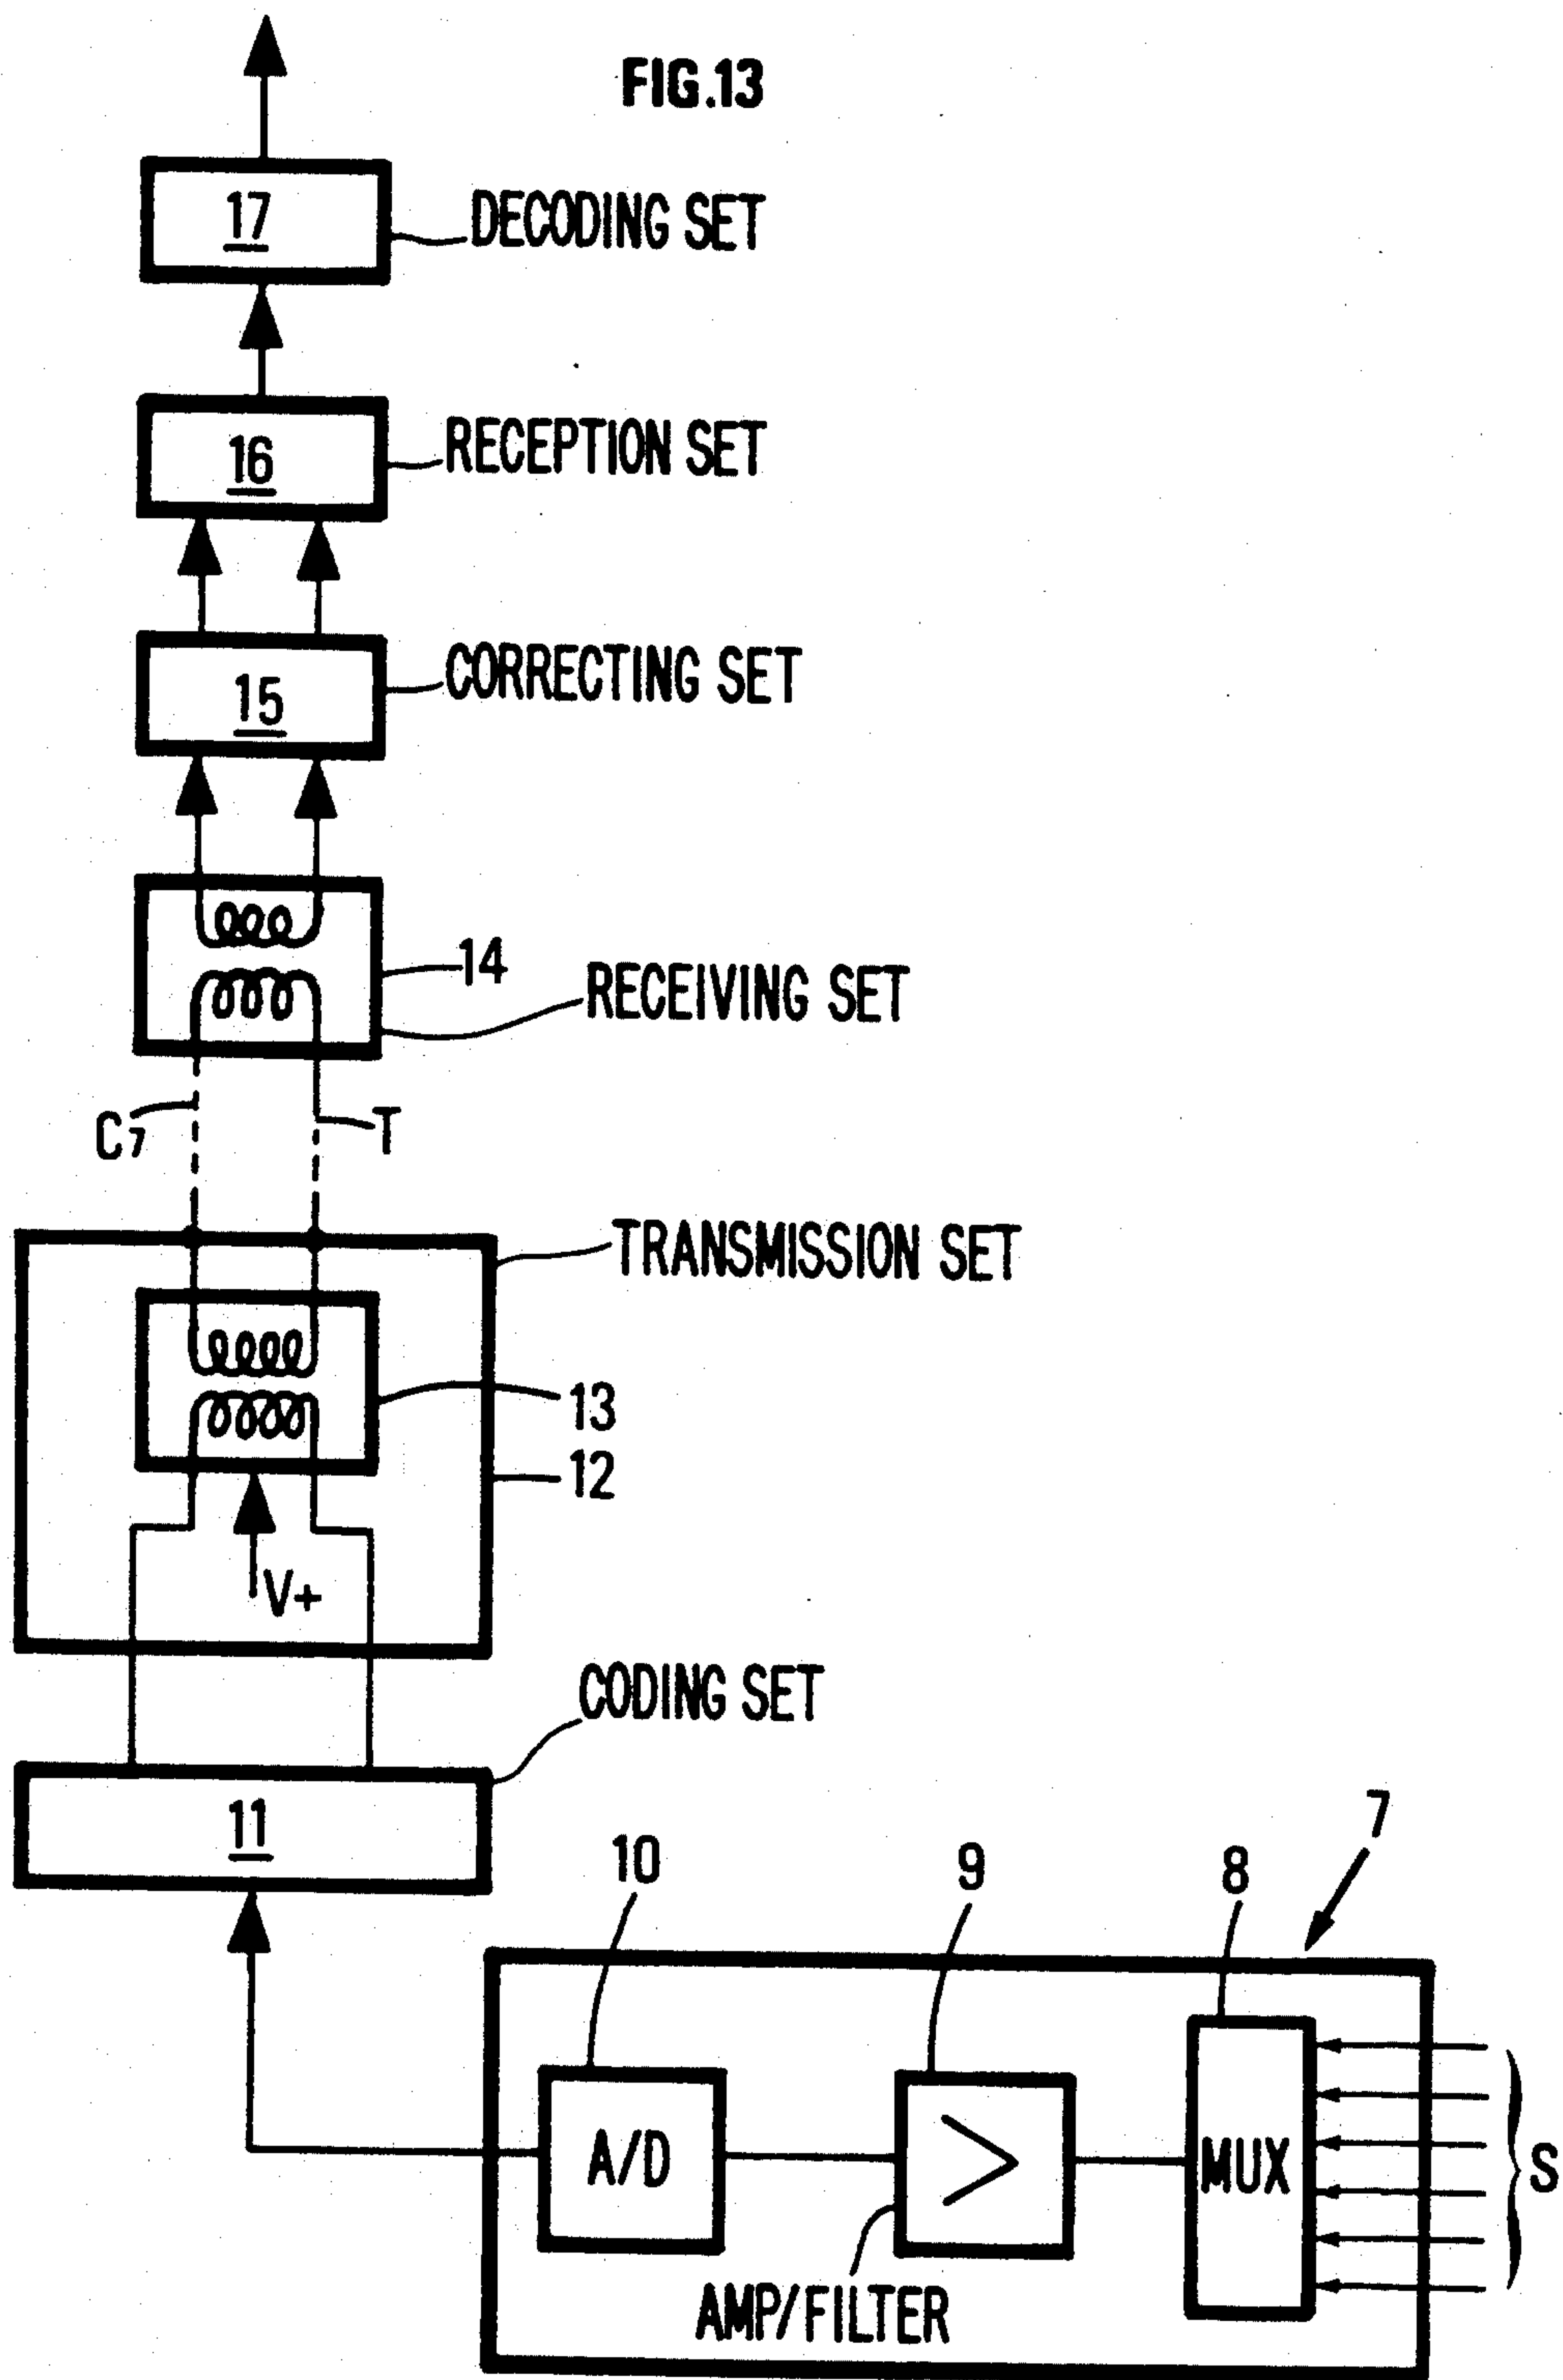 FIG.13
17
DECODING SET
16
RECEPTION SET
CORRECTING SET
15
14
RECEIVING SET
C7
T
TRANSMISSION SET
13
12
V+
CODING SET
11
7
10
9
8
A/D
>
MUX
S
AMP/FILTER